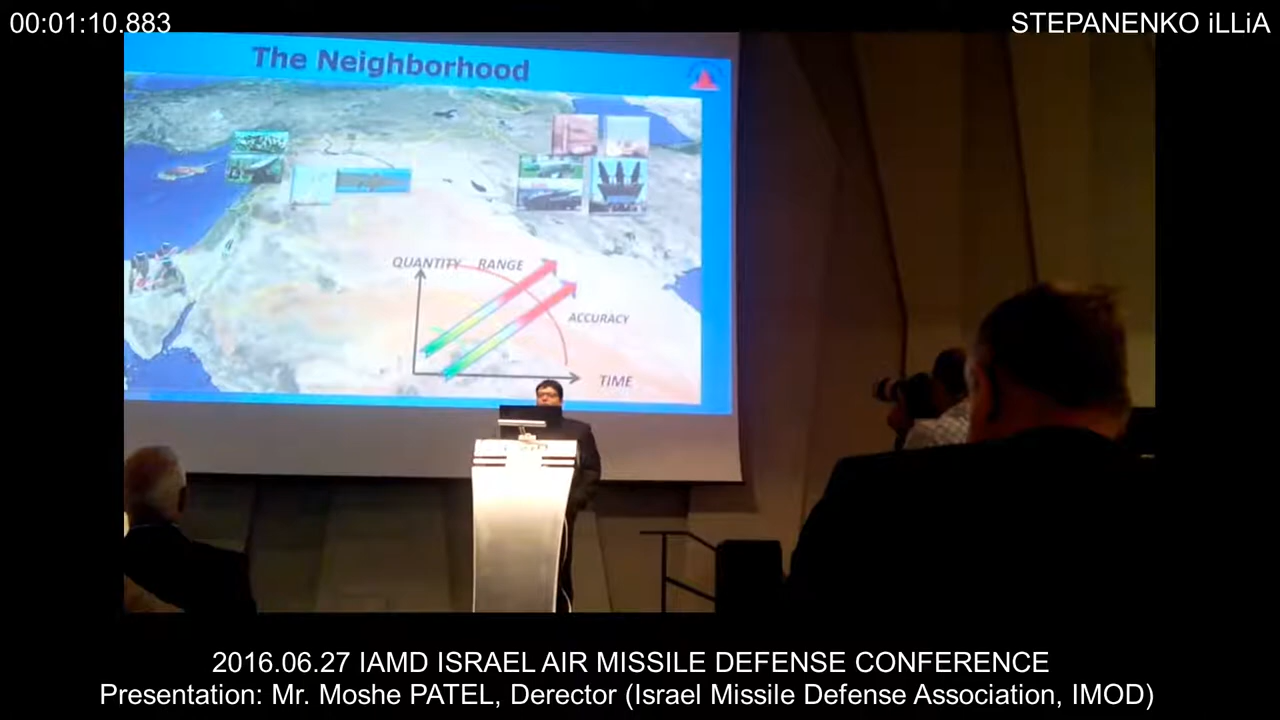 00:01:10.883
STEPANENKO iLLiA
The Neighborhood
QUANTITY RANGE
ACCURACY
TIME
2016.06.27 IAMD ISRAEL AIR MISSILE DEFENSE CONFERENCE
Presentation: Mr. Moshe PATEL, Derector (Israel Missile Defense Association, IMOD)